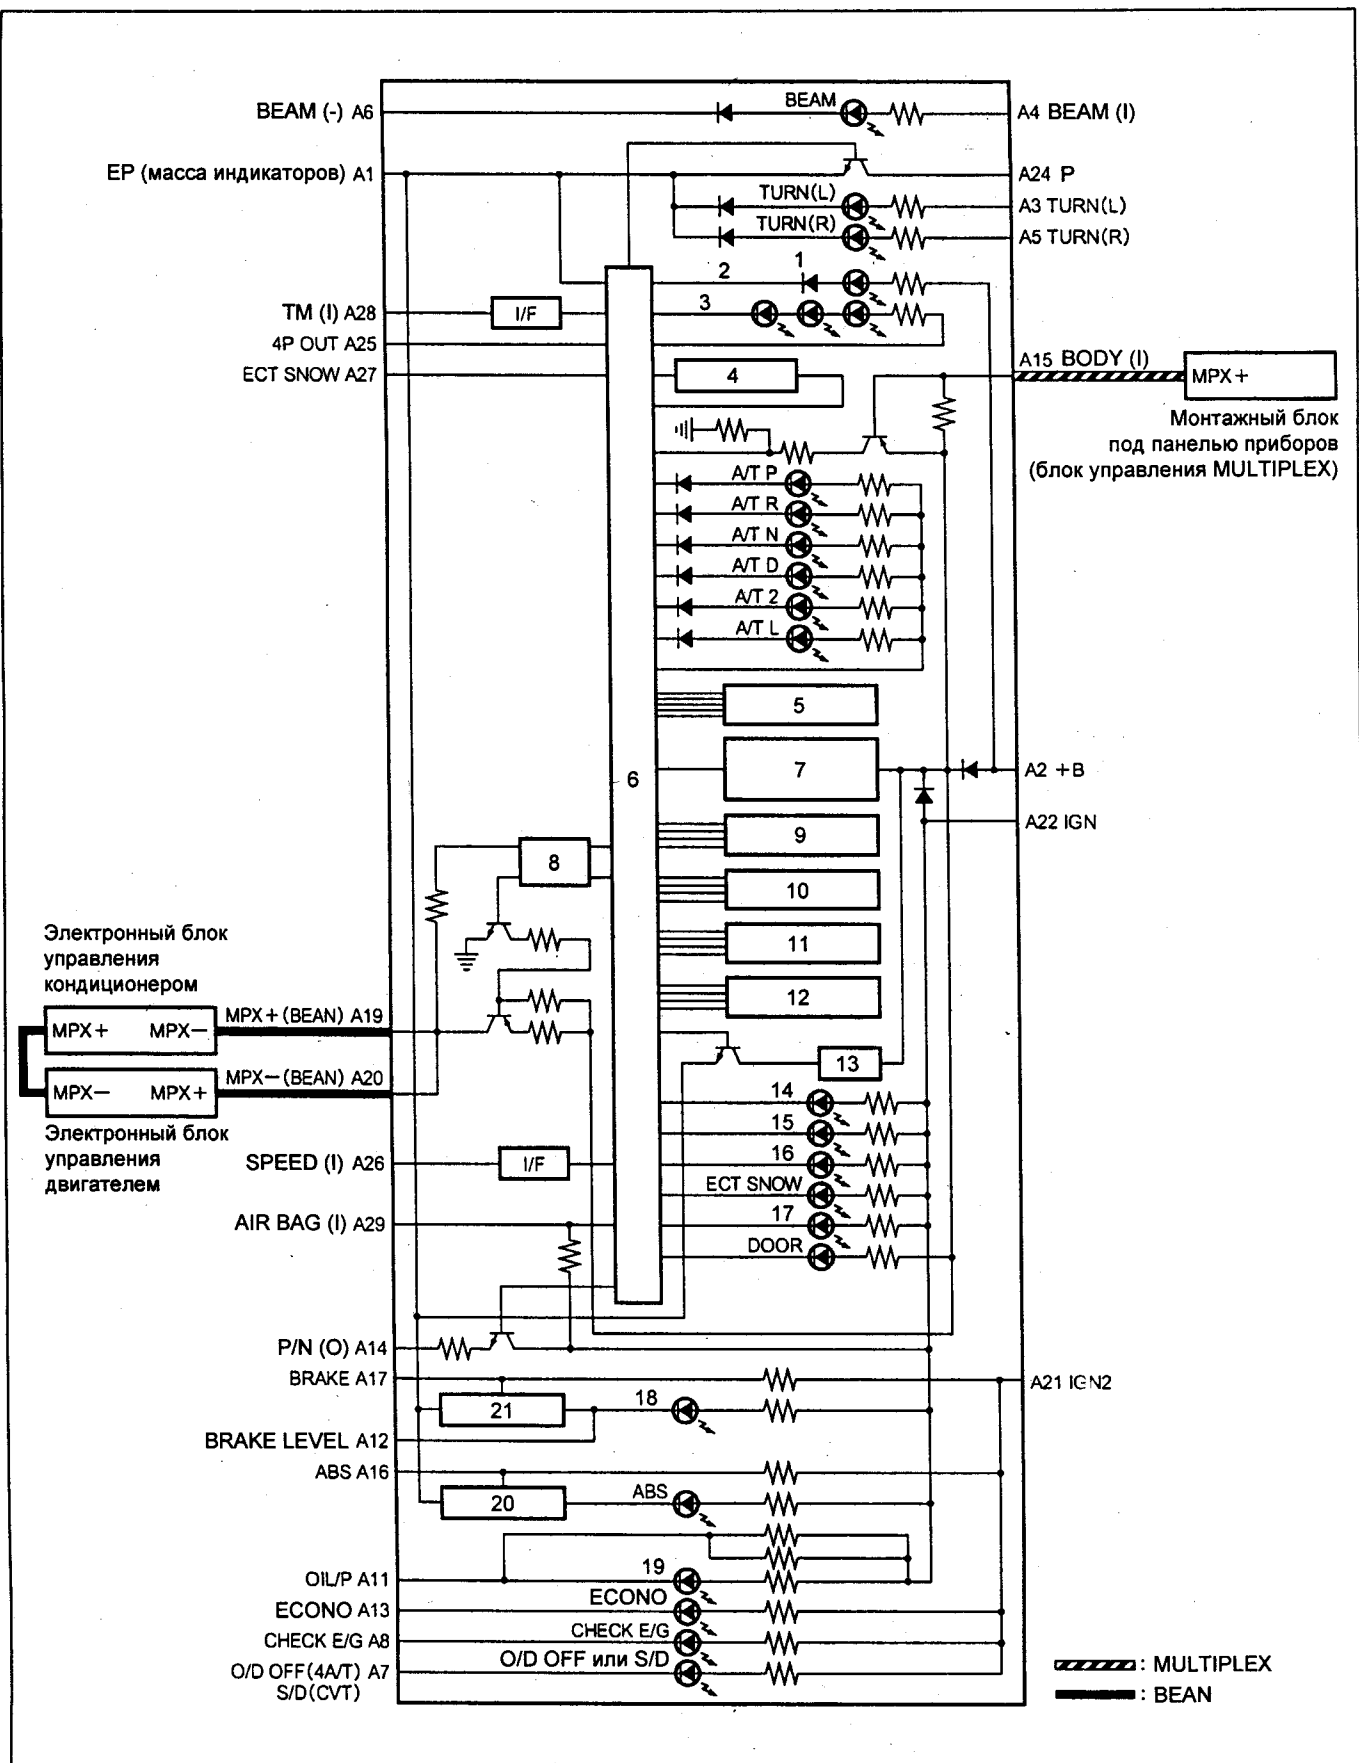 BEAM (-) A6
BEAM
A4 BEAM (I)
EP (масса индикаторов) A1
A24 P
TURN(L)
A3 TURN(L)
TURN(R)
A5 TURN(R)
2
1
TM (I) A28
I/F
3
4P OUT A25
A15 BODY (I)
MPX+
ECT SNOW A27
4
Монтажный блок
под панелью приборов
(блок управления MULTIPLEX)
A/T P
A/T R
A/T N
A/T D
A/T 2
A/T L
5
6
7
A2 +B
A22 IGN
8
9
10
11
12
Электронный блок
управления
кондиционером
MPX+ MPX−
MPX+(BEAN) A19
MPX− MPX+
MPX−(BEAN) A20
Электронный блок
управления
двигателем
13
14
15
16
SPEED (I) A26
I/F
ECT SNOW
AIR BAG (I) A29
17
DOOR
P/N (O) A14
BRAKE A17
A21 IGN2
21
18
BRAKE LEVEL A12
ABS A16
20
ABS
OIL/P A11
19
ECONO A13
ECONO
CHECK E/G A8
CHECK E/G
O/D OFF(4A/T) A7
S/D(CVT)
O/D OFF или S/D
: MULTIPLEX
: BEAN